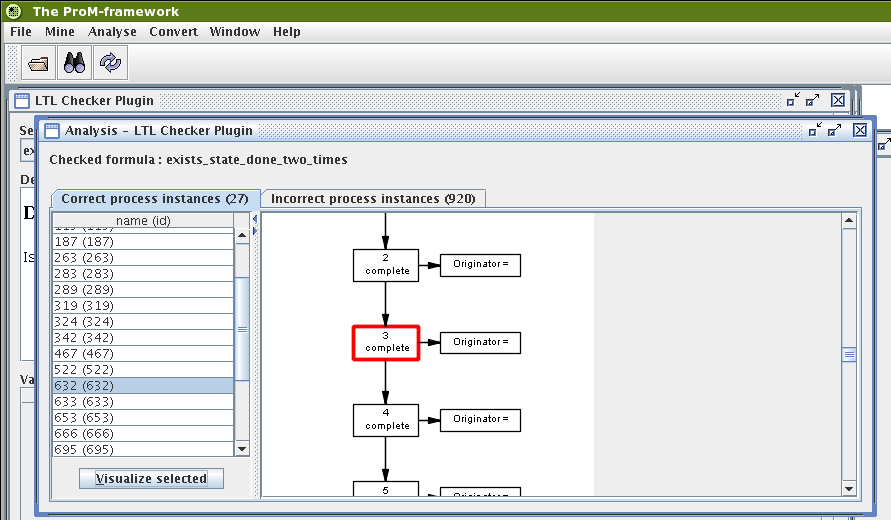 The ProM-framework
File Mine Analyse Convert Window Help
LTL Checker Plugin
Se
Analysis - LTL Checker Plugin
ex
Checked formula : exists_state_done_two_times
De
Correct process instances (27) Incorrect process instances (920)
D
name (id)
187 (187)
Is
263 (263)
283 (283)
289 (289)
319 (319)
324 (324)
342 (342)
467 (467)
522 (522)
Va
632 (632)
633 (633)
653 (653)
666 (666)
695 (695)
Visualize selected
2
complete
Originator=
3
complete
Originator=
4
complete
Originator=
5
Originator=